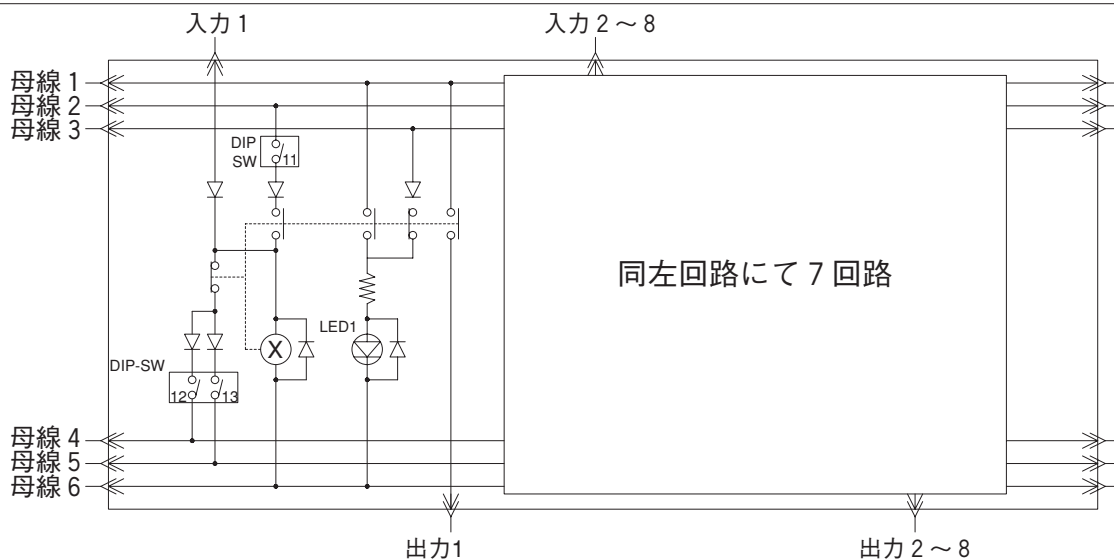 入力 1
入力 2 ~ 8
母線 1
母線 2
母線 3
DIP
SW
11
同左回路にて 7 回路
LED1
X
DIP-SW
12
13
母線 4
母線 5
母線 6
出力1
出力 2 ~ 8